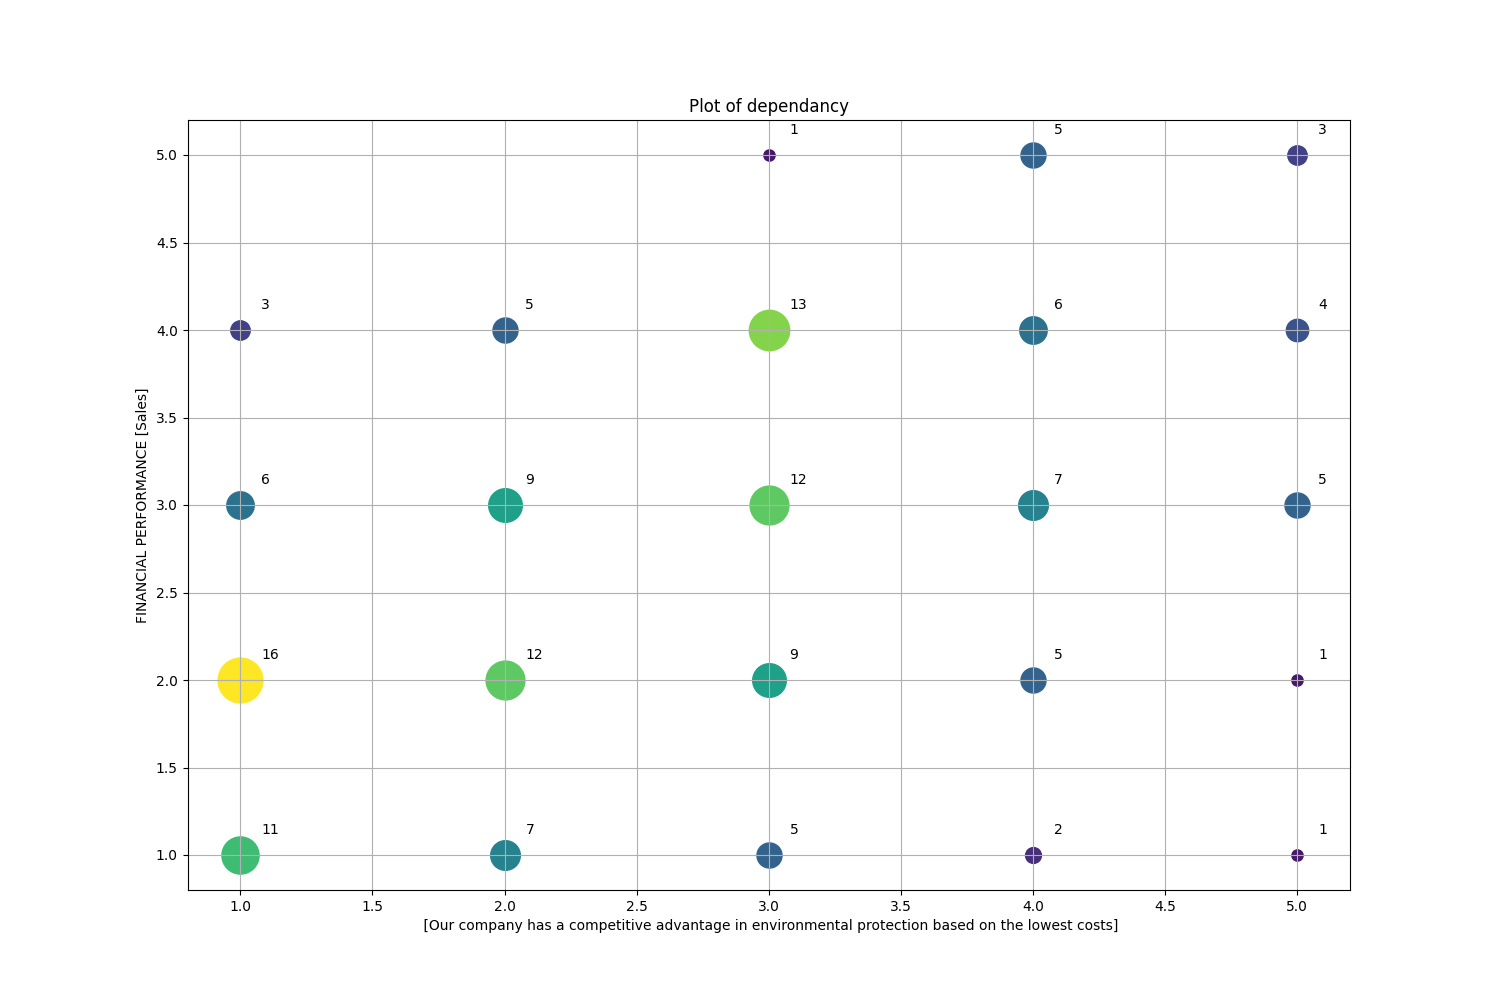 Plot of dependancy
1 5 3
5.0
4.5
3 5 13 6 4
4.0
3.5
6 9 12 7 5
3.0
2.5
16 12 9 5 1
2.0
1.5
11 7 5 2 1
1.0
FINANCIAL PERFORMANCE [Sales]
1.0 1.5 2.0 2.5 3.0 3.5 4.0 4.5 5.0
[Our company has a competitive advantage in environmental protection based on the lowest costs]